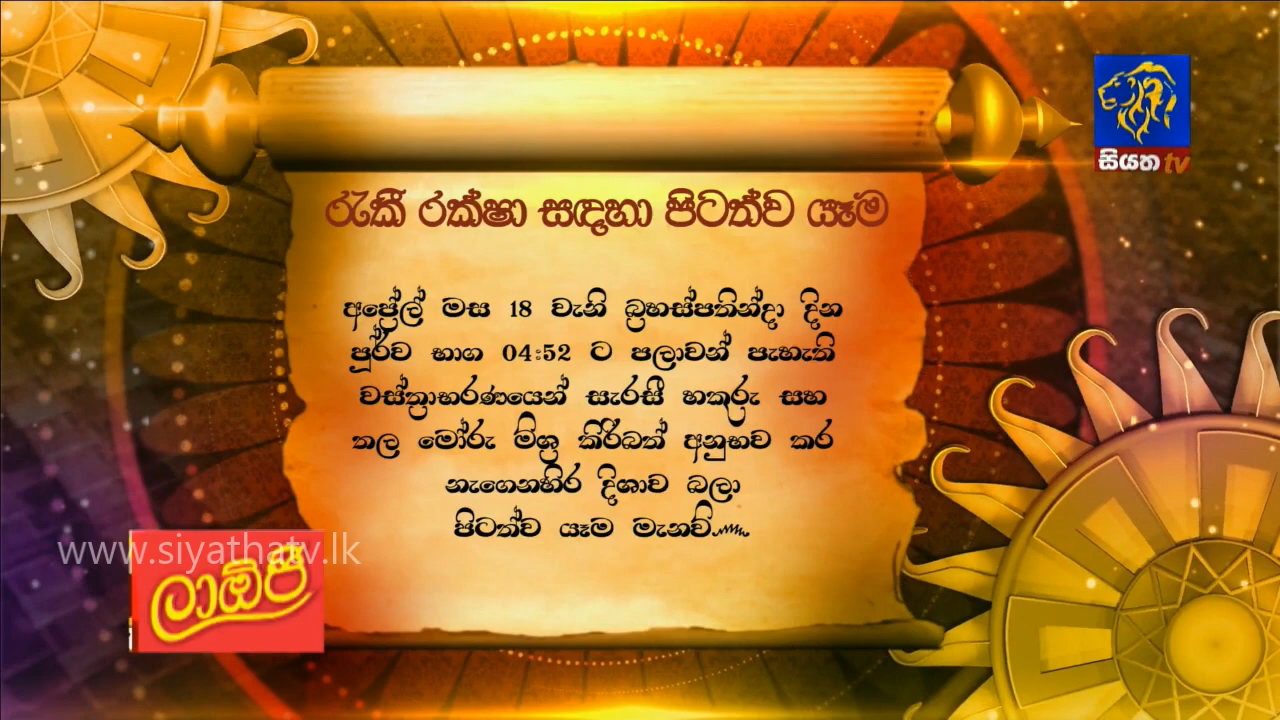 සියත tv
රැකී රක්ෂා සඳහා පිටත්ව යෑම
අප්‍රේල් මස 18 වැනි බ්‍රහස්පතින්දා දින
පූර්ව භාග 04:52 ට පලාවන් පැහැති
වස්ත්‍රාභරණයෙන් සැරසී හකුරු සහ
තල මෝරු මිශ්‍ර කිරිබත් අනුභව කර
නැගෙනහිර දිශාව බලා
පිටත්ව යෑම මැනවි.
www.siyathatv.lk
ලාඕජි